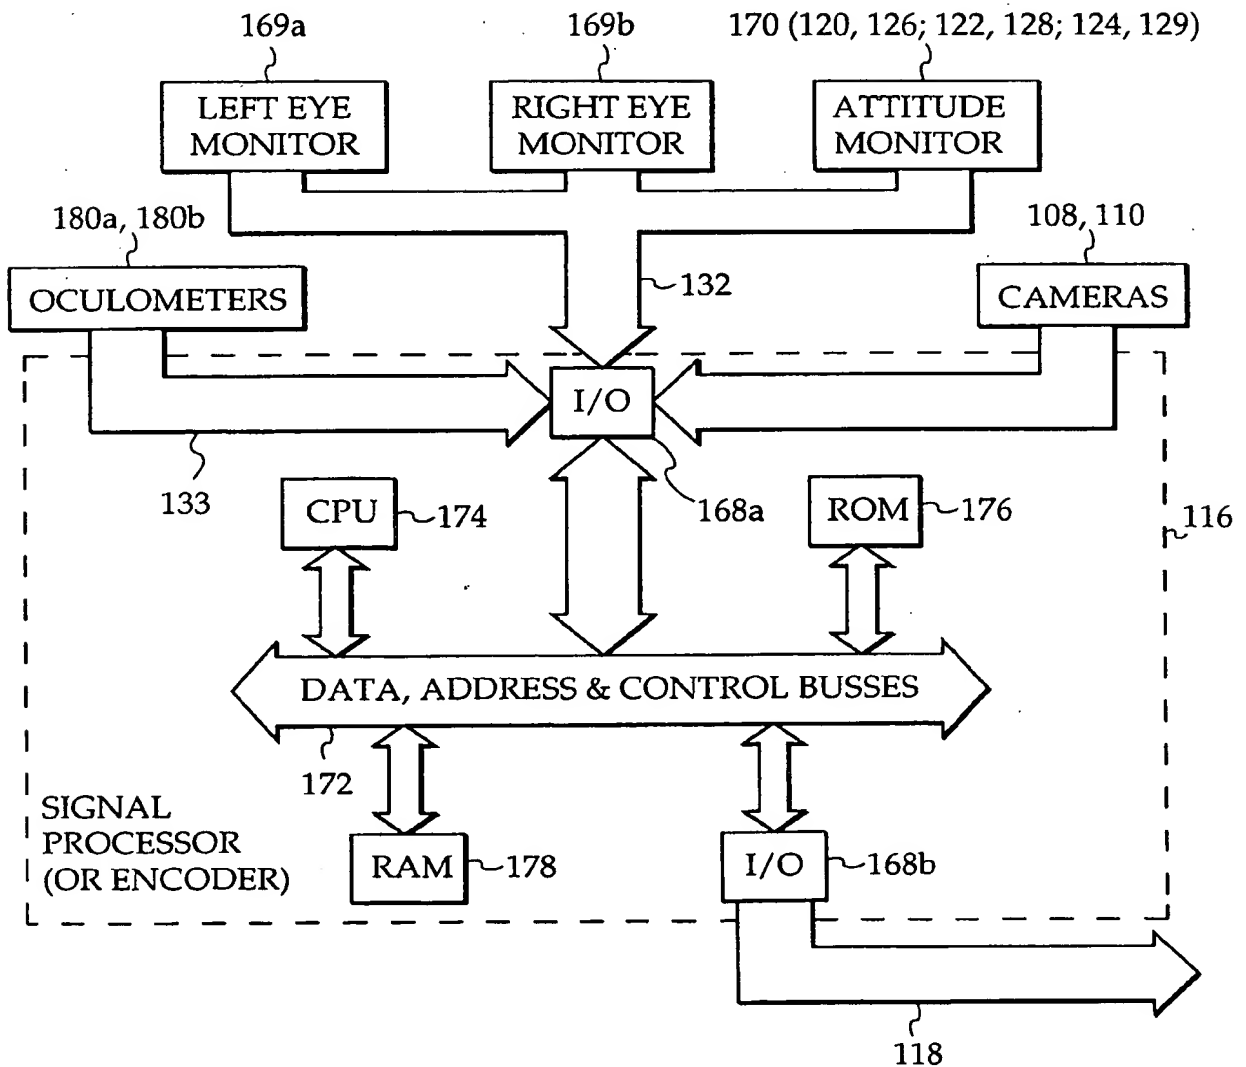 169a
169b
170 (120, 126; 122, 128; 124, 129)
LEFT EYE
MONITOR
RIGHT EYE
MONITOR
ATTITUDE
MONITOR
180a, 180b
108, 110
132
OCULOMETERS
CAMERAS
I/O
133
CPU
174
168a
ROM
176
116
DATA, ADDRESS & CONTROL BUSSES
172
SIGNAL
PROCESSOR
(OR ENCODER)
RAM
178
I/O
168b
118